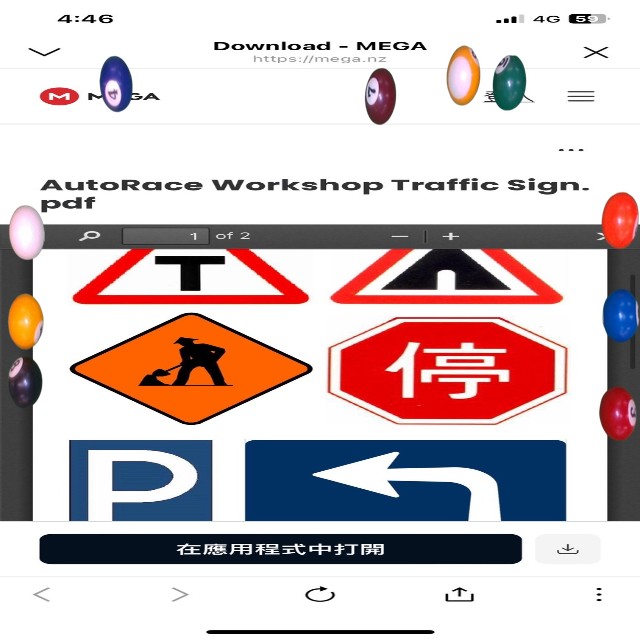 4:46
4G 59
Download - MEGA
https://mega.nz
M
AutoRace Workshop Traffic Sign.
pdf
1 of 2
停
P
在應用程式中打開